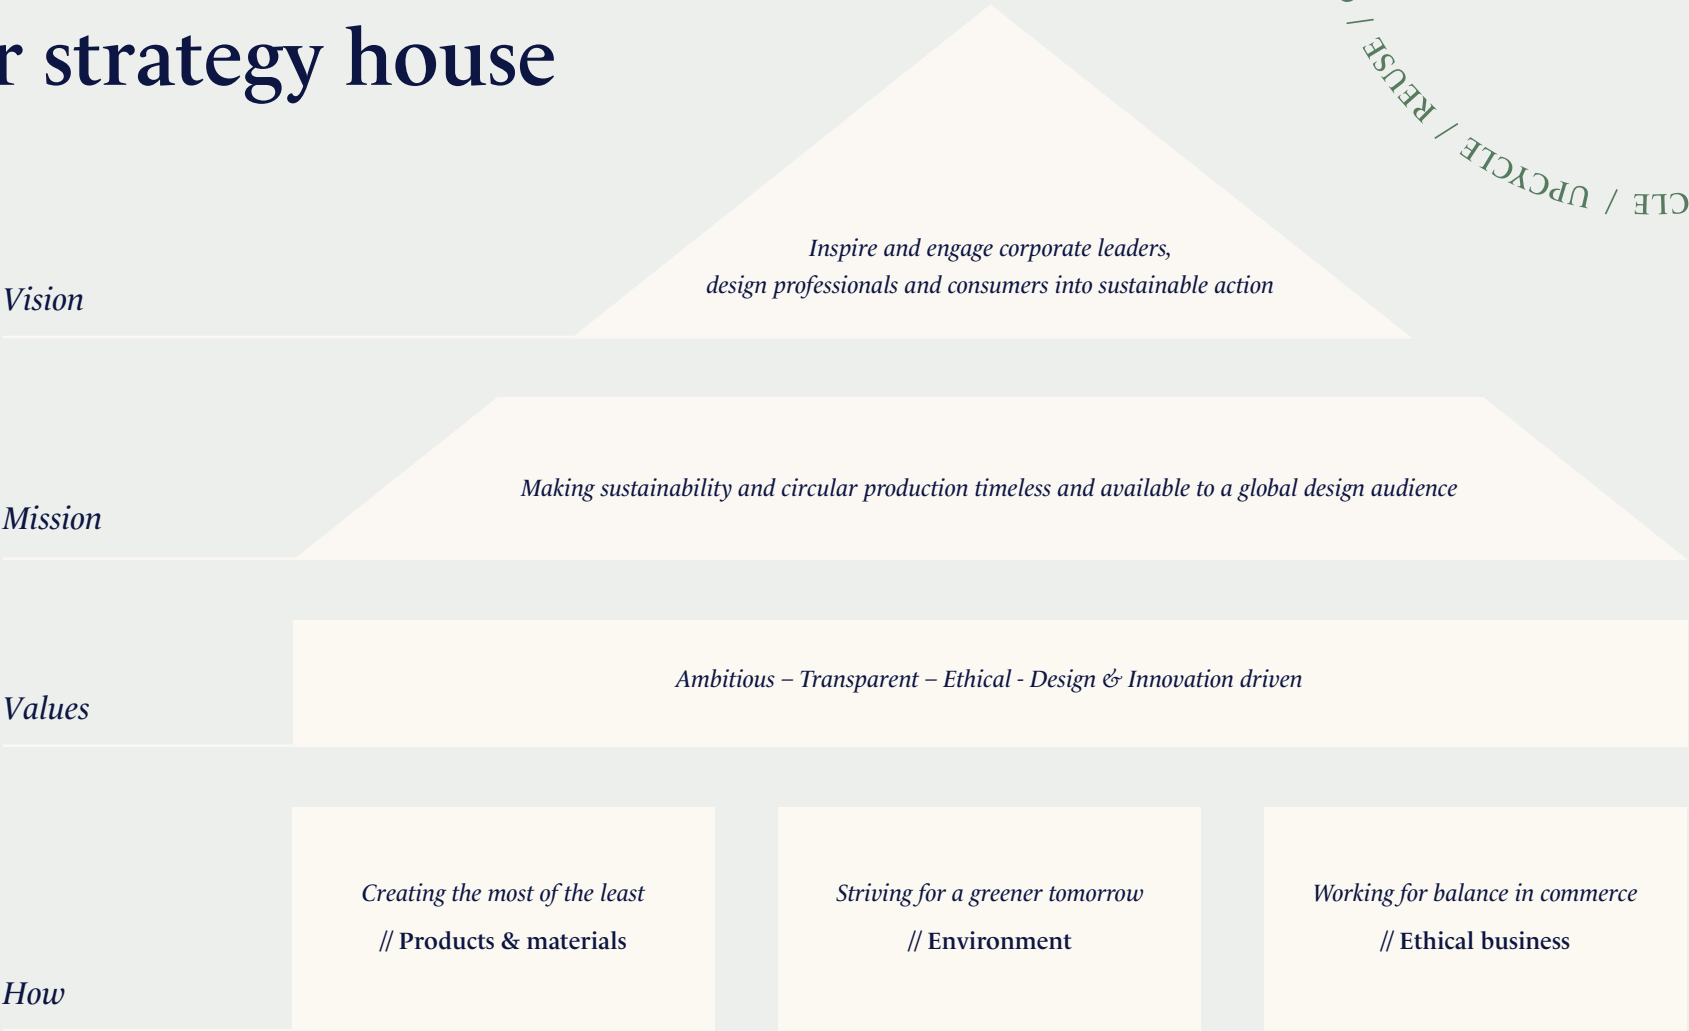 r strategy house
/ REUSE / UPCYCLE / CLE
Inspire and engage corporate leaders,
design professionals and consumers into sustainable action
Vision
Making sustainability and circular production timeless and available to a global design audience
Mission
Ambitious – Transparent – Ethical - Design & Innovation driven
Values
Creating the most of the least
// Products & materials
Striving for a greener tomorrow
// Environment
Working for balance in commerce
// Ethical business
How